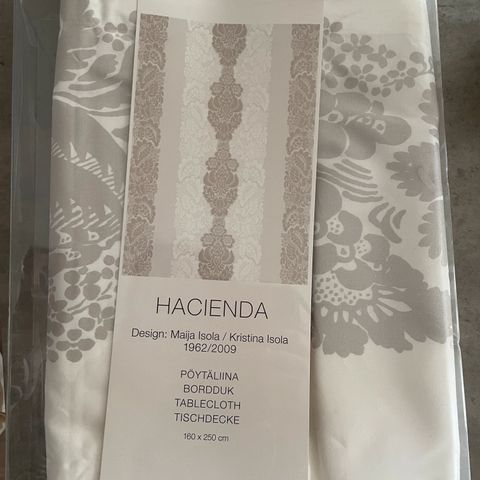 HACIENDA
Design: Maija Isola / Kristina Isola
1962/2009
PÖYTÄLIINA
BORDDUK
TABLECLOTH
TISCHDECKE
160 x 250 cm